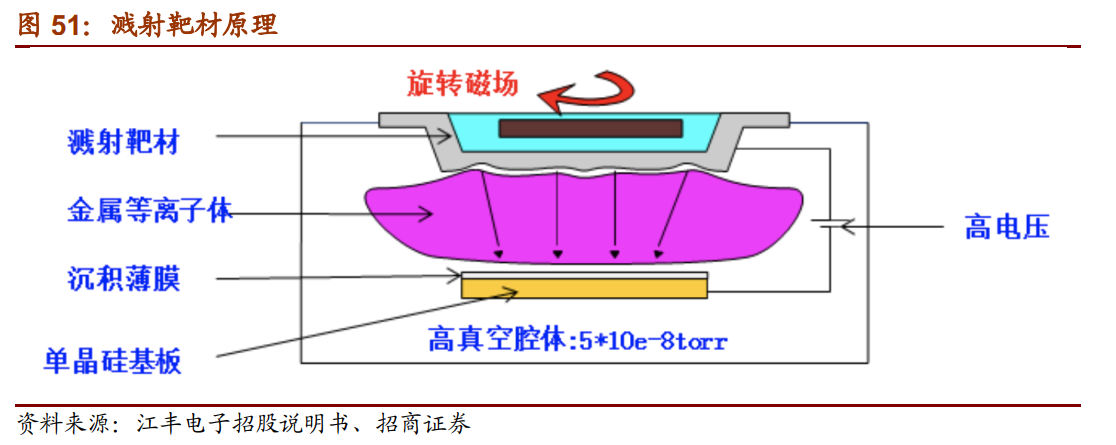 图 51：溅射靶材原理
旋转磁场
溅射靶材
金属等离子体
高电压
沉积薄膜
高真空腔体:5*10e-8torr
单晶硅基板
资料来源：江丰电子招股说明书、招商证券